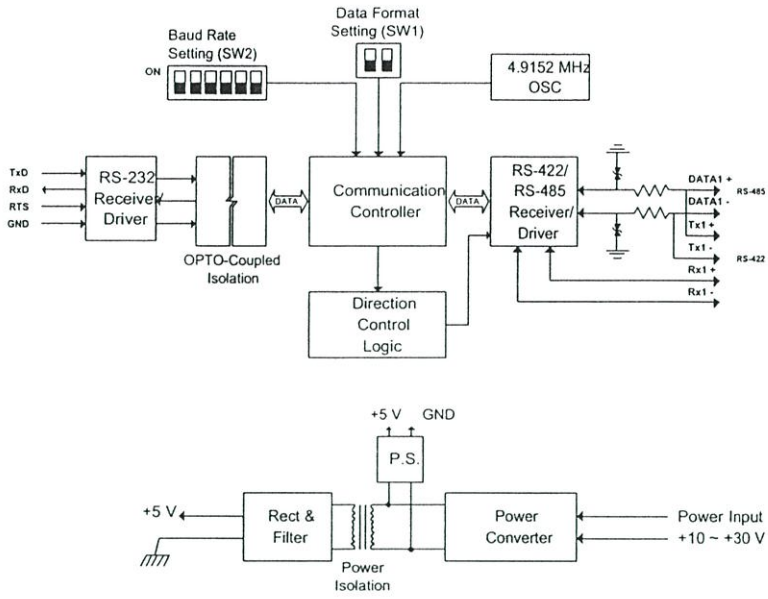 Data Format
Setting (SW1)
Baud Rate
Setting (SW2)
ON
4.9152 MHz
OSC
TxD
RxD
RTS
GND
RS-232
Receiver/
Driver
OPTO-Coupled
Isolation
DATA
Communication
Controller
DATA
RS-422/
RS-485
Receiver/
Driver
DATA1 +
DATA1 -
RS-485
Tx1 +
Tx1 -
RS-422
Rx1 +
Rx1 -
Direction
Control
Logic
+5 V
GND
P.S.
+5 V
Rect &
Filter
Power
Isolation
Power
Converter
Power Input
+10 ~ +30 V